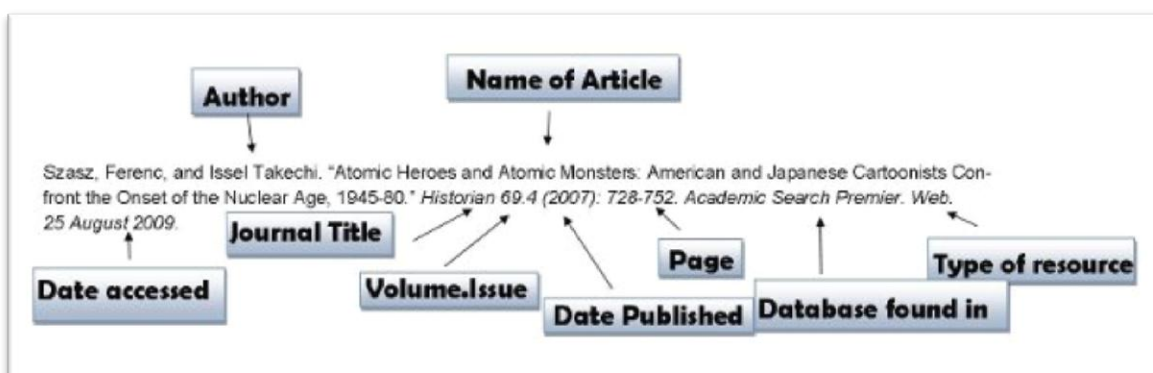 Name of Article
Author
Szasz, Ferenc, and Issel Takechi. "Atomic Heroes and Atomic Monsters: American and Japanese Cartoonists Con-
front the Onset of the Nuclear Age, 1945-80." Historian 69.4 (2007): 728-752. Academic Search Premier. Web.
25 August 2009.
Journal Title
Page
Type of resource
Date accessed
Volume.Issue
Date Published
Database found in